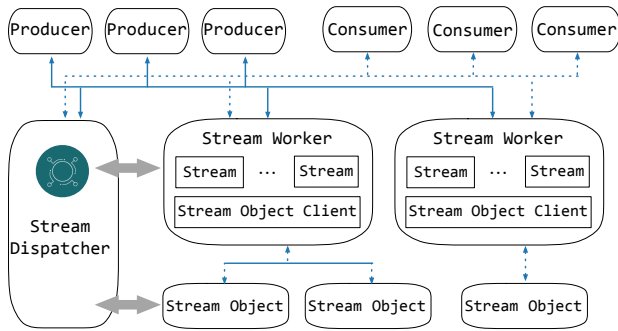 Producer Producer Producer Consumer Consumer Consumer
Stream Worker Stream Worker
Stream ... Stream Stream ... Stream
Stream Object Client Stream Object Client
Stream
Dispatcher
Stream Object Stream Object Stream Object